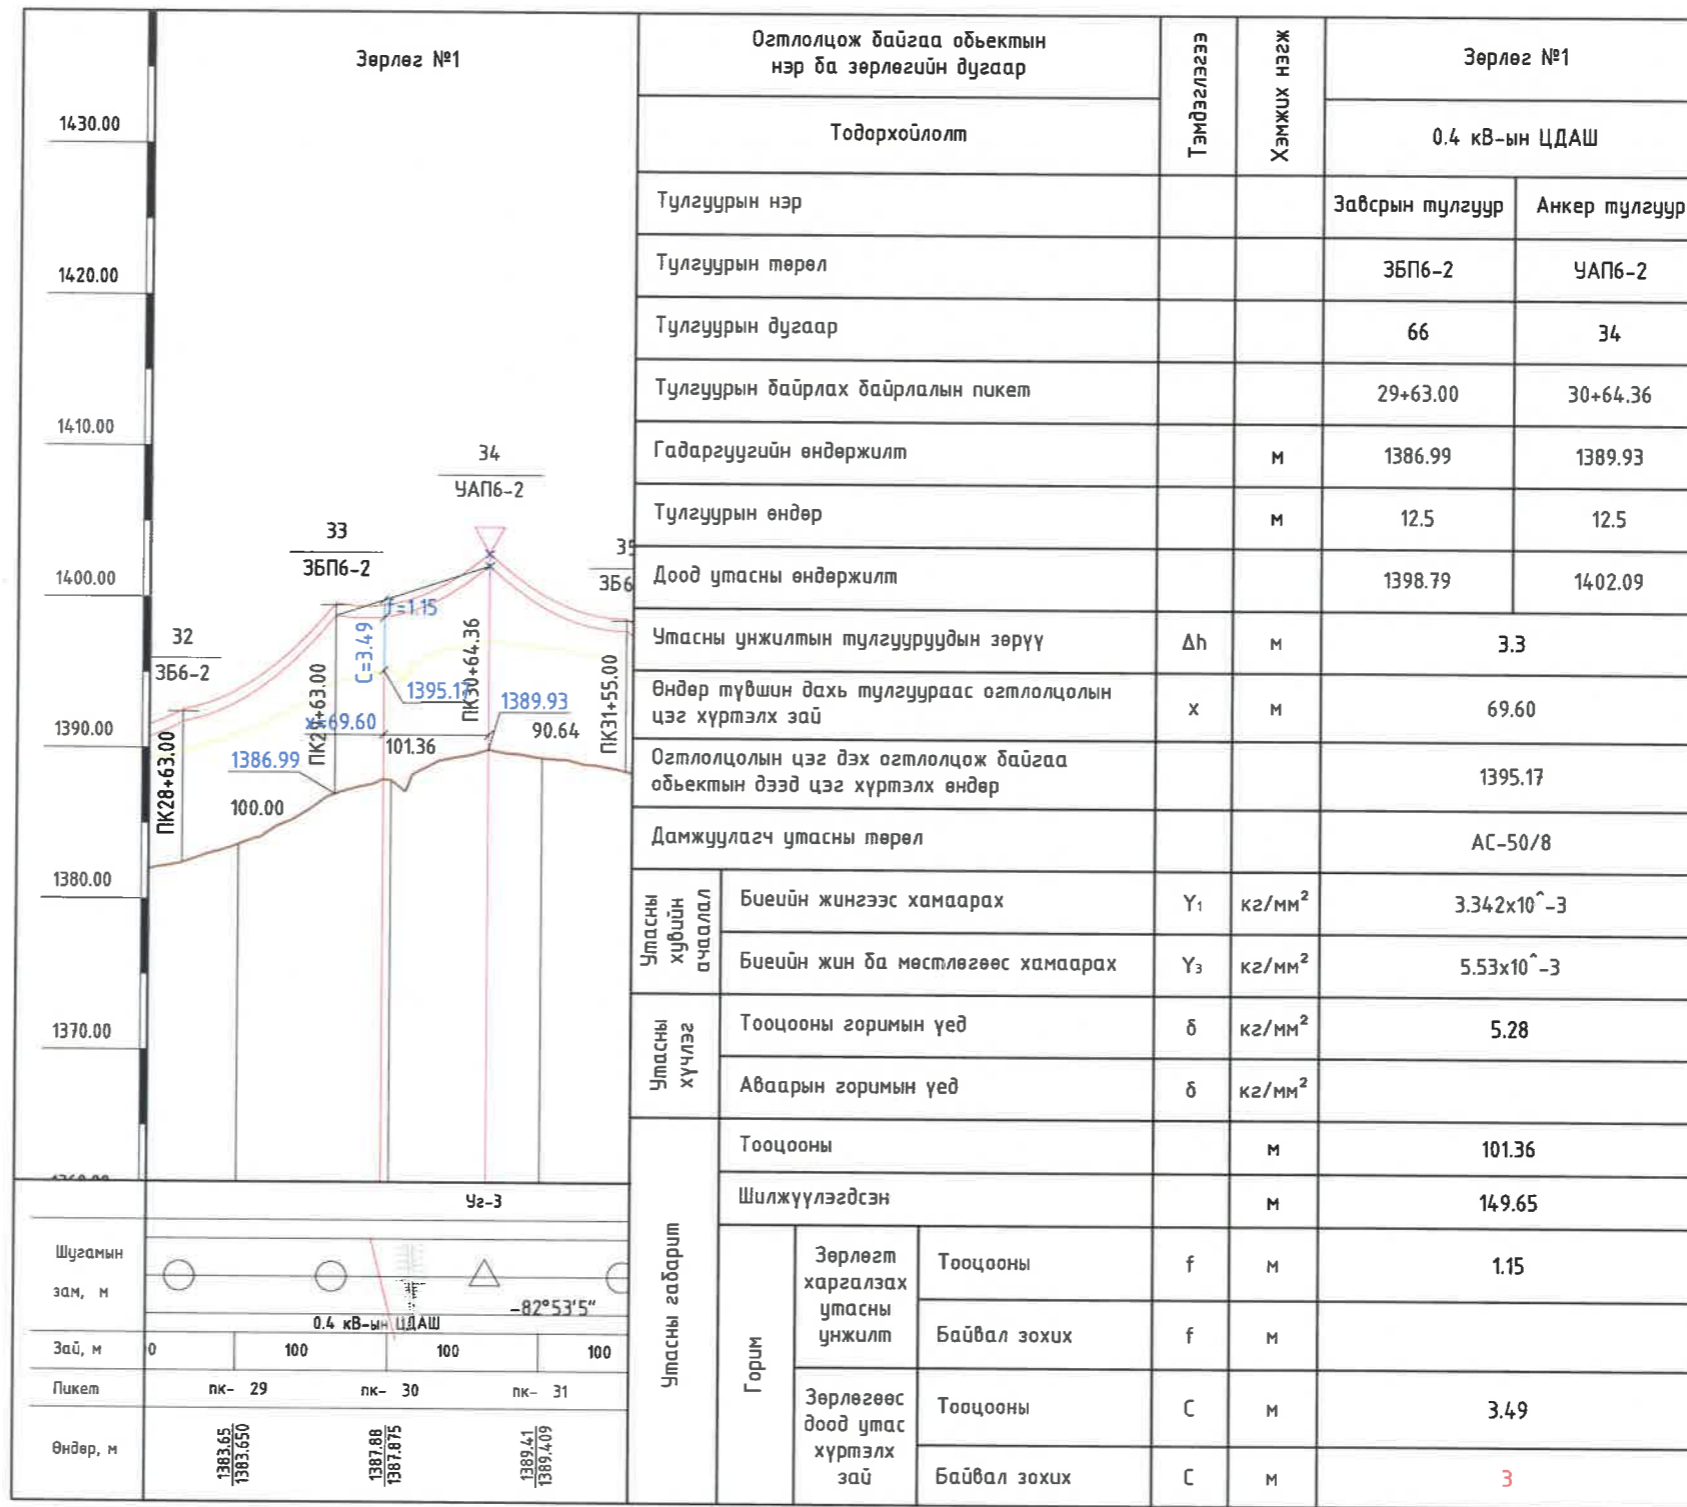 Зөрлөг №1
1430.00
1420.00
1410.00
1400.00
1390.00
1380.00
1370.00
34
УАП6-2
33
ЗБП6-2
32
ЗБ6-2
f=1.15
C=3.49
1395.17
x=69.60
1389.93
1386.99
101.36
90.64
100.00
ПК28+63.00
ПК29+63.00
ПК30+64.36
ПК31+55.00
Уг-3
Шугамын
зам, м
-82°53'5"
0.4 кВ-ын ЦДАШ
Зай, м 0 100 100 100
Пикет пк- 29 пк- 30 пк- 31
Өндөр, м
1383.65
1383.650
1387.88
1387.875
1389.41
1389.409
Огтлолцож байгаа обьектын
нэр ба зөрлөгийн дугаар
Тэмдэглэгээ
Хэмжих нэгж
Зөрлөг №1
Тодорхойлолт
0.4 кВ-ын ЦДАШ
Тулгуурын нэр Завсрын тулгуур Анкер тулгуур
Тулгуурын төрөл ЗБП6-2 УАП6-2
Тулгуурын дугаар 66 34
Тулгуурын байрлах байрлалын пикет 29+63.00 30+64.36
Гадаргуугийн өндөржилт м 1386.99 1389.93
Тулгуурын өндөр м 12.5 12.5
Доод утасны өндөржилт 1398.79 1402.09
Утасны унжилтын тулгууруудын зөрүү Δh м 3.3
Өндөр түвшин дахь тулгуураас огтлолцолын
цэг хүртэлх зай x м 69.60
Огтлолцолын цэг дэх огтлолцож байгаа
обьектын дээд цэг хүртэлх өндөр 1395.17
Дамжуулагч утасны төрөл АС-50/8
Утасны
хувийн
ачаалал
Биеийн жингээс хамаарах Y₁ кг/мм² 3.342x10^-3
Биеийн жин ба мөстлөгөөс хамаарах Y₃ кг/мм² 5.53x10^-3
Утасны
хүчлэг
Тооцооны горимын үед δ кг/мм² 5.28
Аваарын горимын үед δ кг/мм²
Утасны габарит
Тооцооны м 101.36
Шилжүүлэгдсэн м 149.65
Горим
Зөрлөгт
харгалзах
утасны
унжилт
Тооцооны f м 1.15
Байвал зохих f м
Зөрлөгөөс
доод утас
хүртэлх
зай
Тооцооны C м 3.49
Байвал зохих C м 3